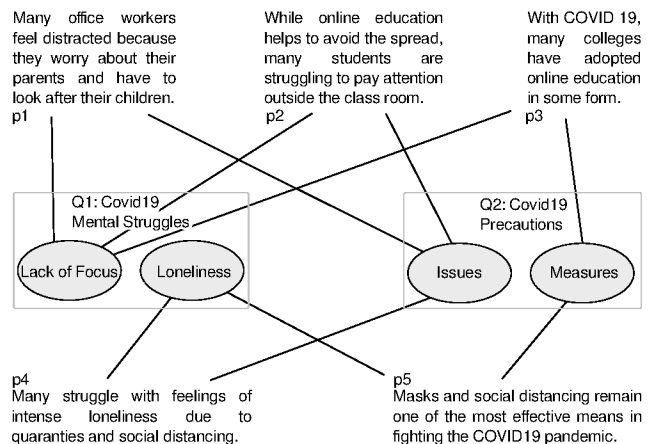 Many office workers
feel distracted because
they worry about their
parents and have to
look after their children.
p1
While online education
helps to avoid the spread,
many students are
struggling to pay attention
outside the class room.
p2
With COVID 19,
many colleges
have adopted
online education
in some form.
p3
Q1: Covid19
Mental Struggles
Lack of Focus
Loneliness
Q2: Covid19
Precautions
Issues
Measures
p4
Many struggle with feelings of
intense loneliness due to
quaranties and social distancing.
p5
Masks and social distancing remain
one of the most effective means in
fighting the COVID19 pandemic.